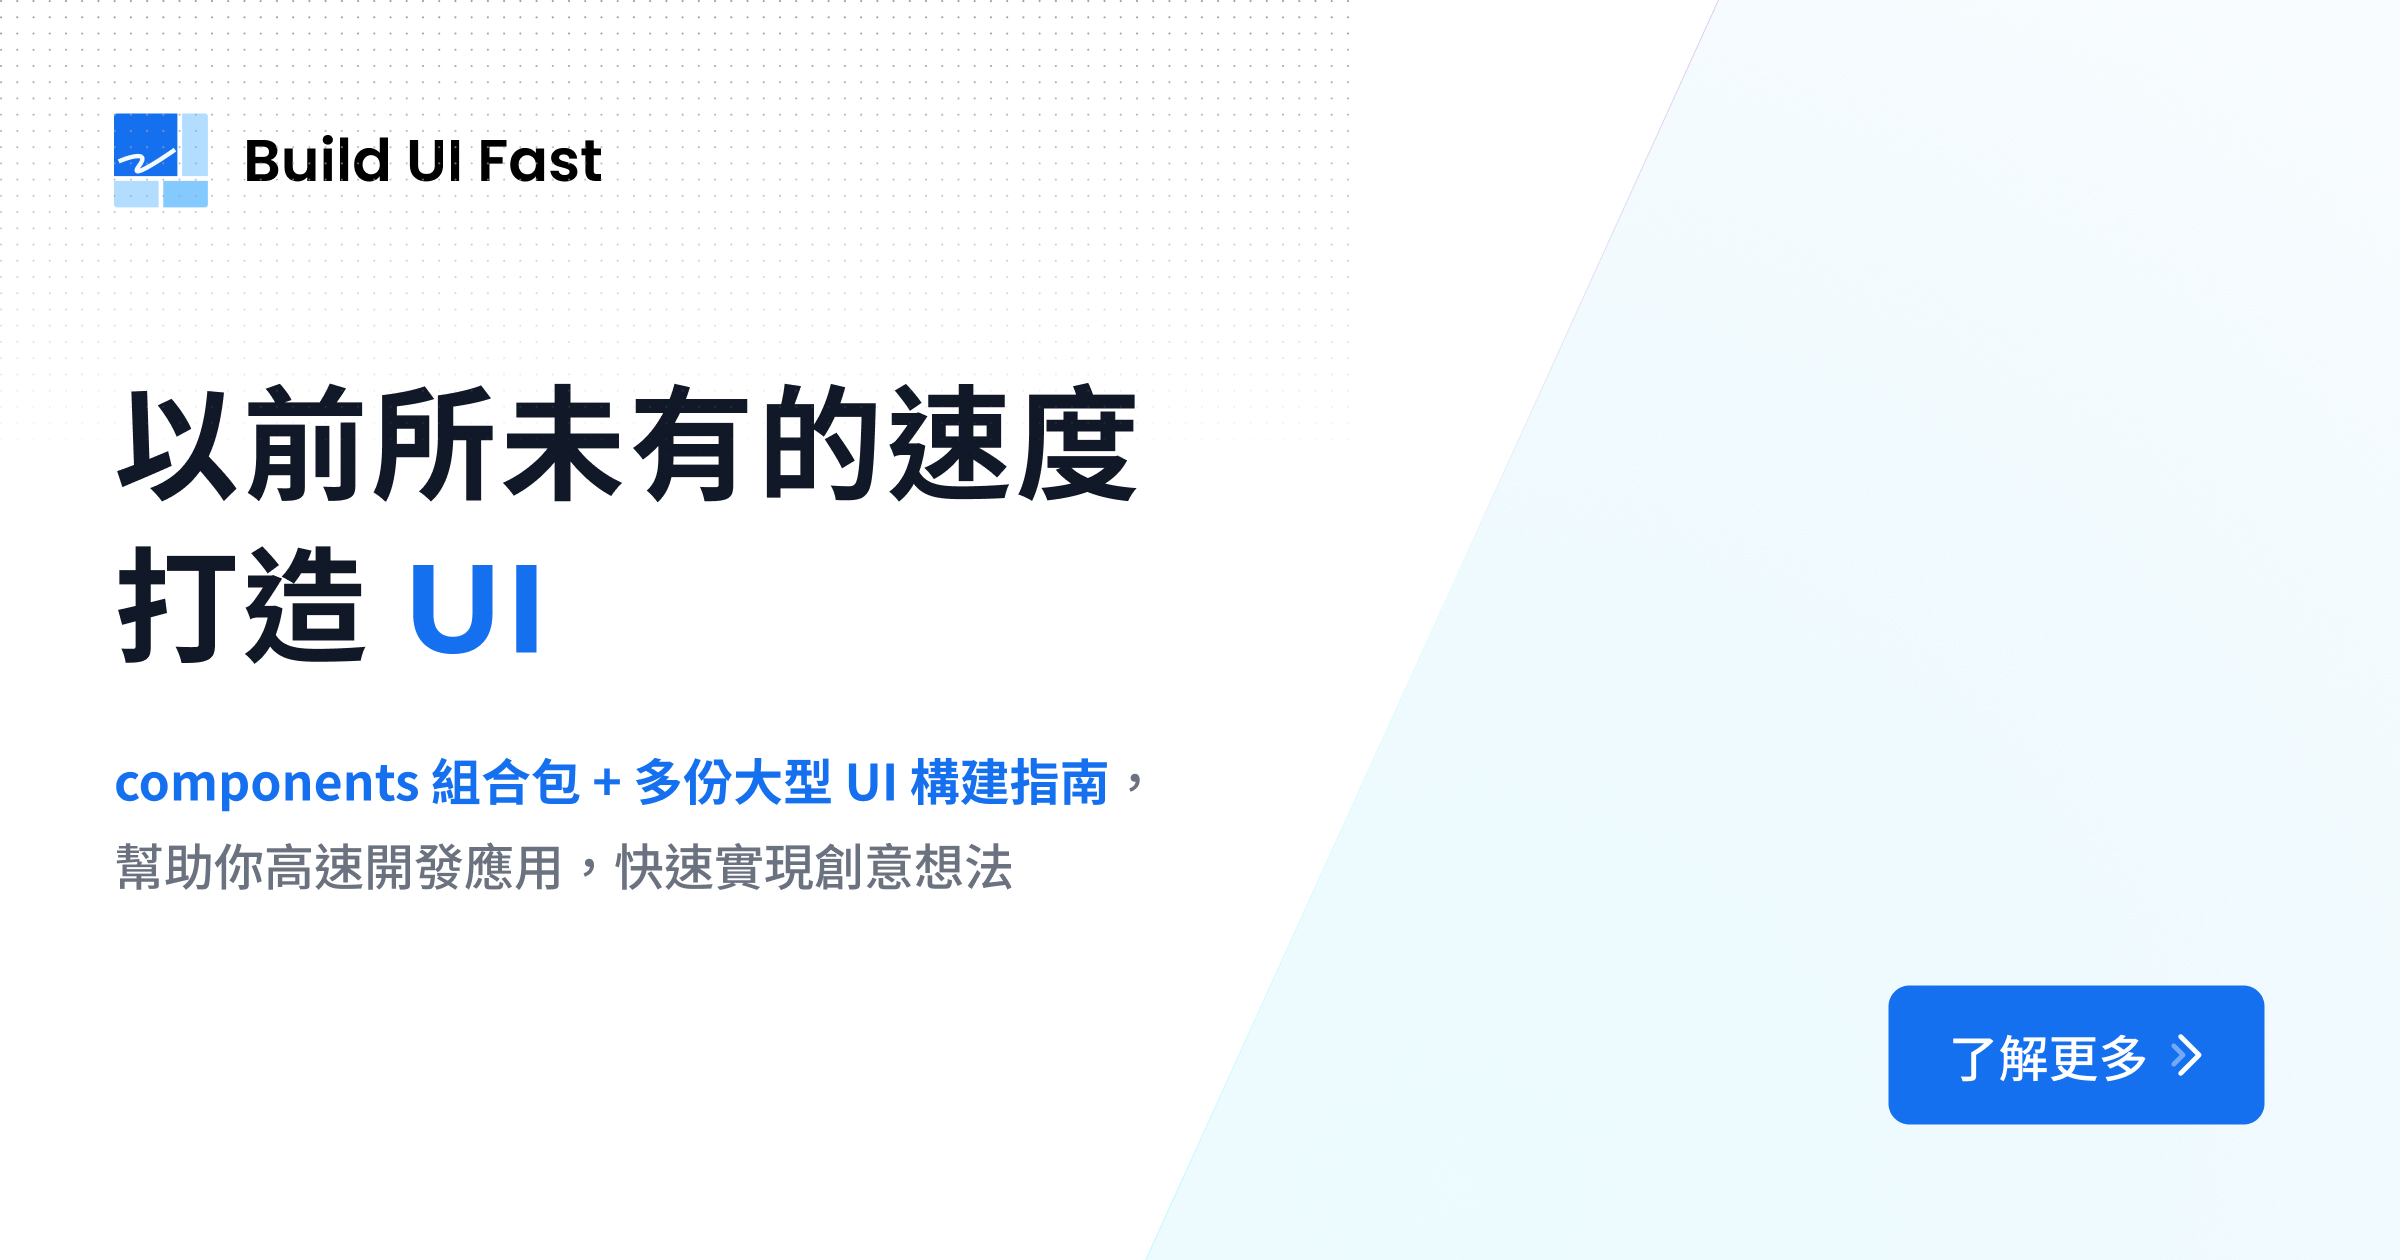 Build UI Fast
以前所未有的速度
打造 UI
components 組合包 + 多份大型 UI 構建指南，
幫助你高速開發應用，快速實現創意想法
了解更多